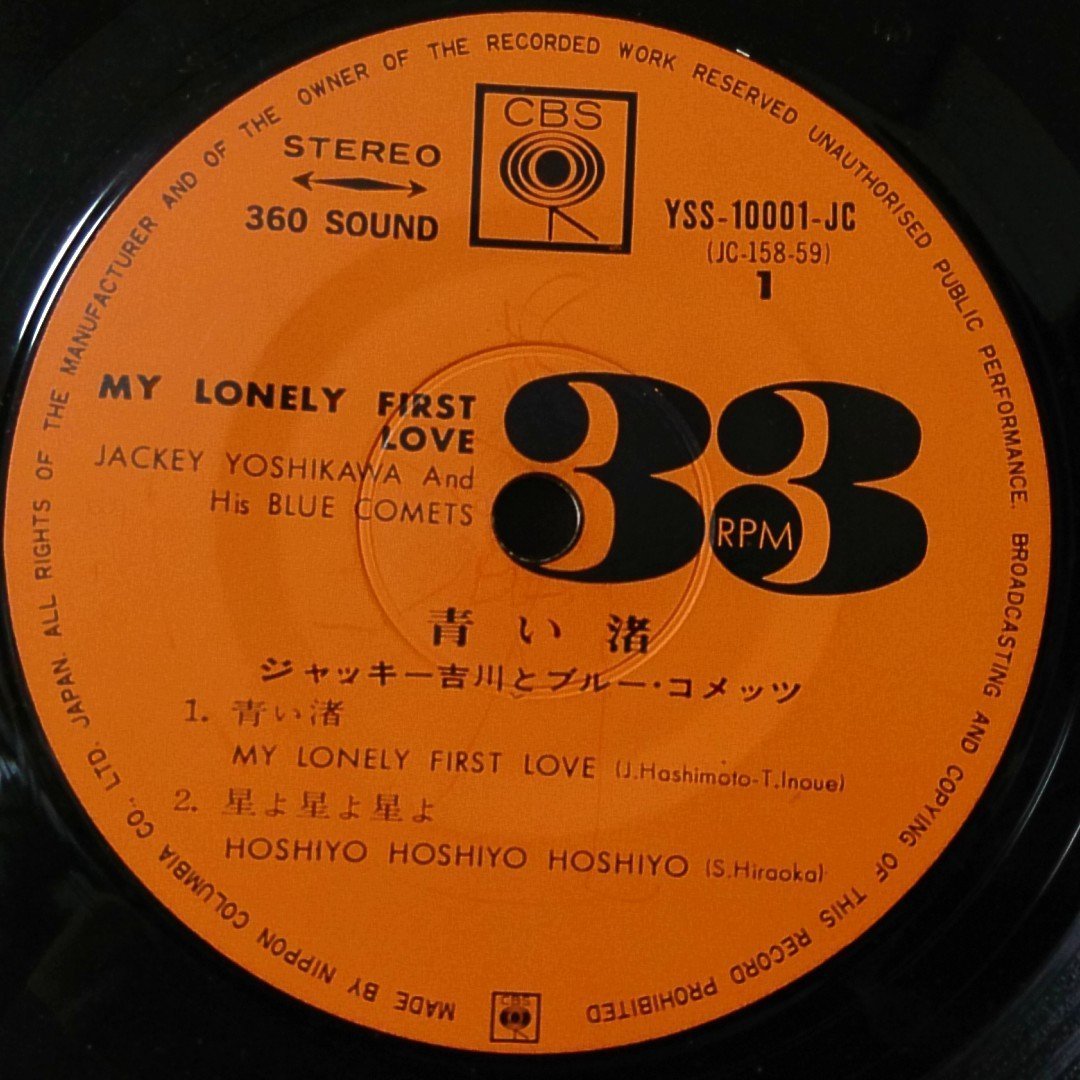 MADE BY NIPPON COLUMBIA CO., LTD. JAPAN. ALL RIGHTS OF THE MANUFACTURER AND OF THE OWNER OF THE RECORDED WORK RESERVED UNAUTHORISED PUBLIC PERFORMANCE. BROADCASTING AND COPYING OF THIS RECORD PROHIBITED
CBS
STEREO
360 SOUND
YSS-10001-JC
(JC-158-59)
1
MY LONELY FIRST
LOVE
JACKEY YOSHIKAWA And
His BLUE COMETS
33
RPM
青い渚
ジャッキー吉川とブルー・コメッツ
1. 青い渚
MY LONELY FIRST LOVE (J.Hashimoto-T.Inoue)
2. 星よ星よ星よ
HOSHIYO HOSHIYO HOSHIYO (S.Hiraoka)
CBS